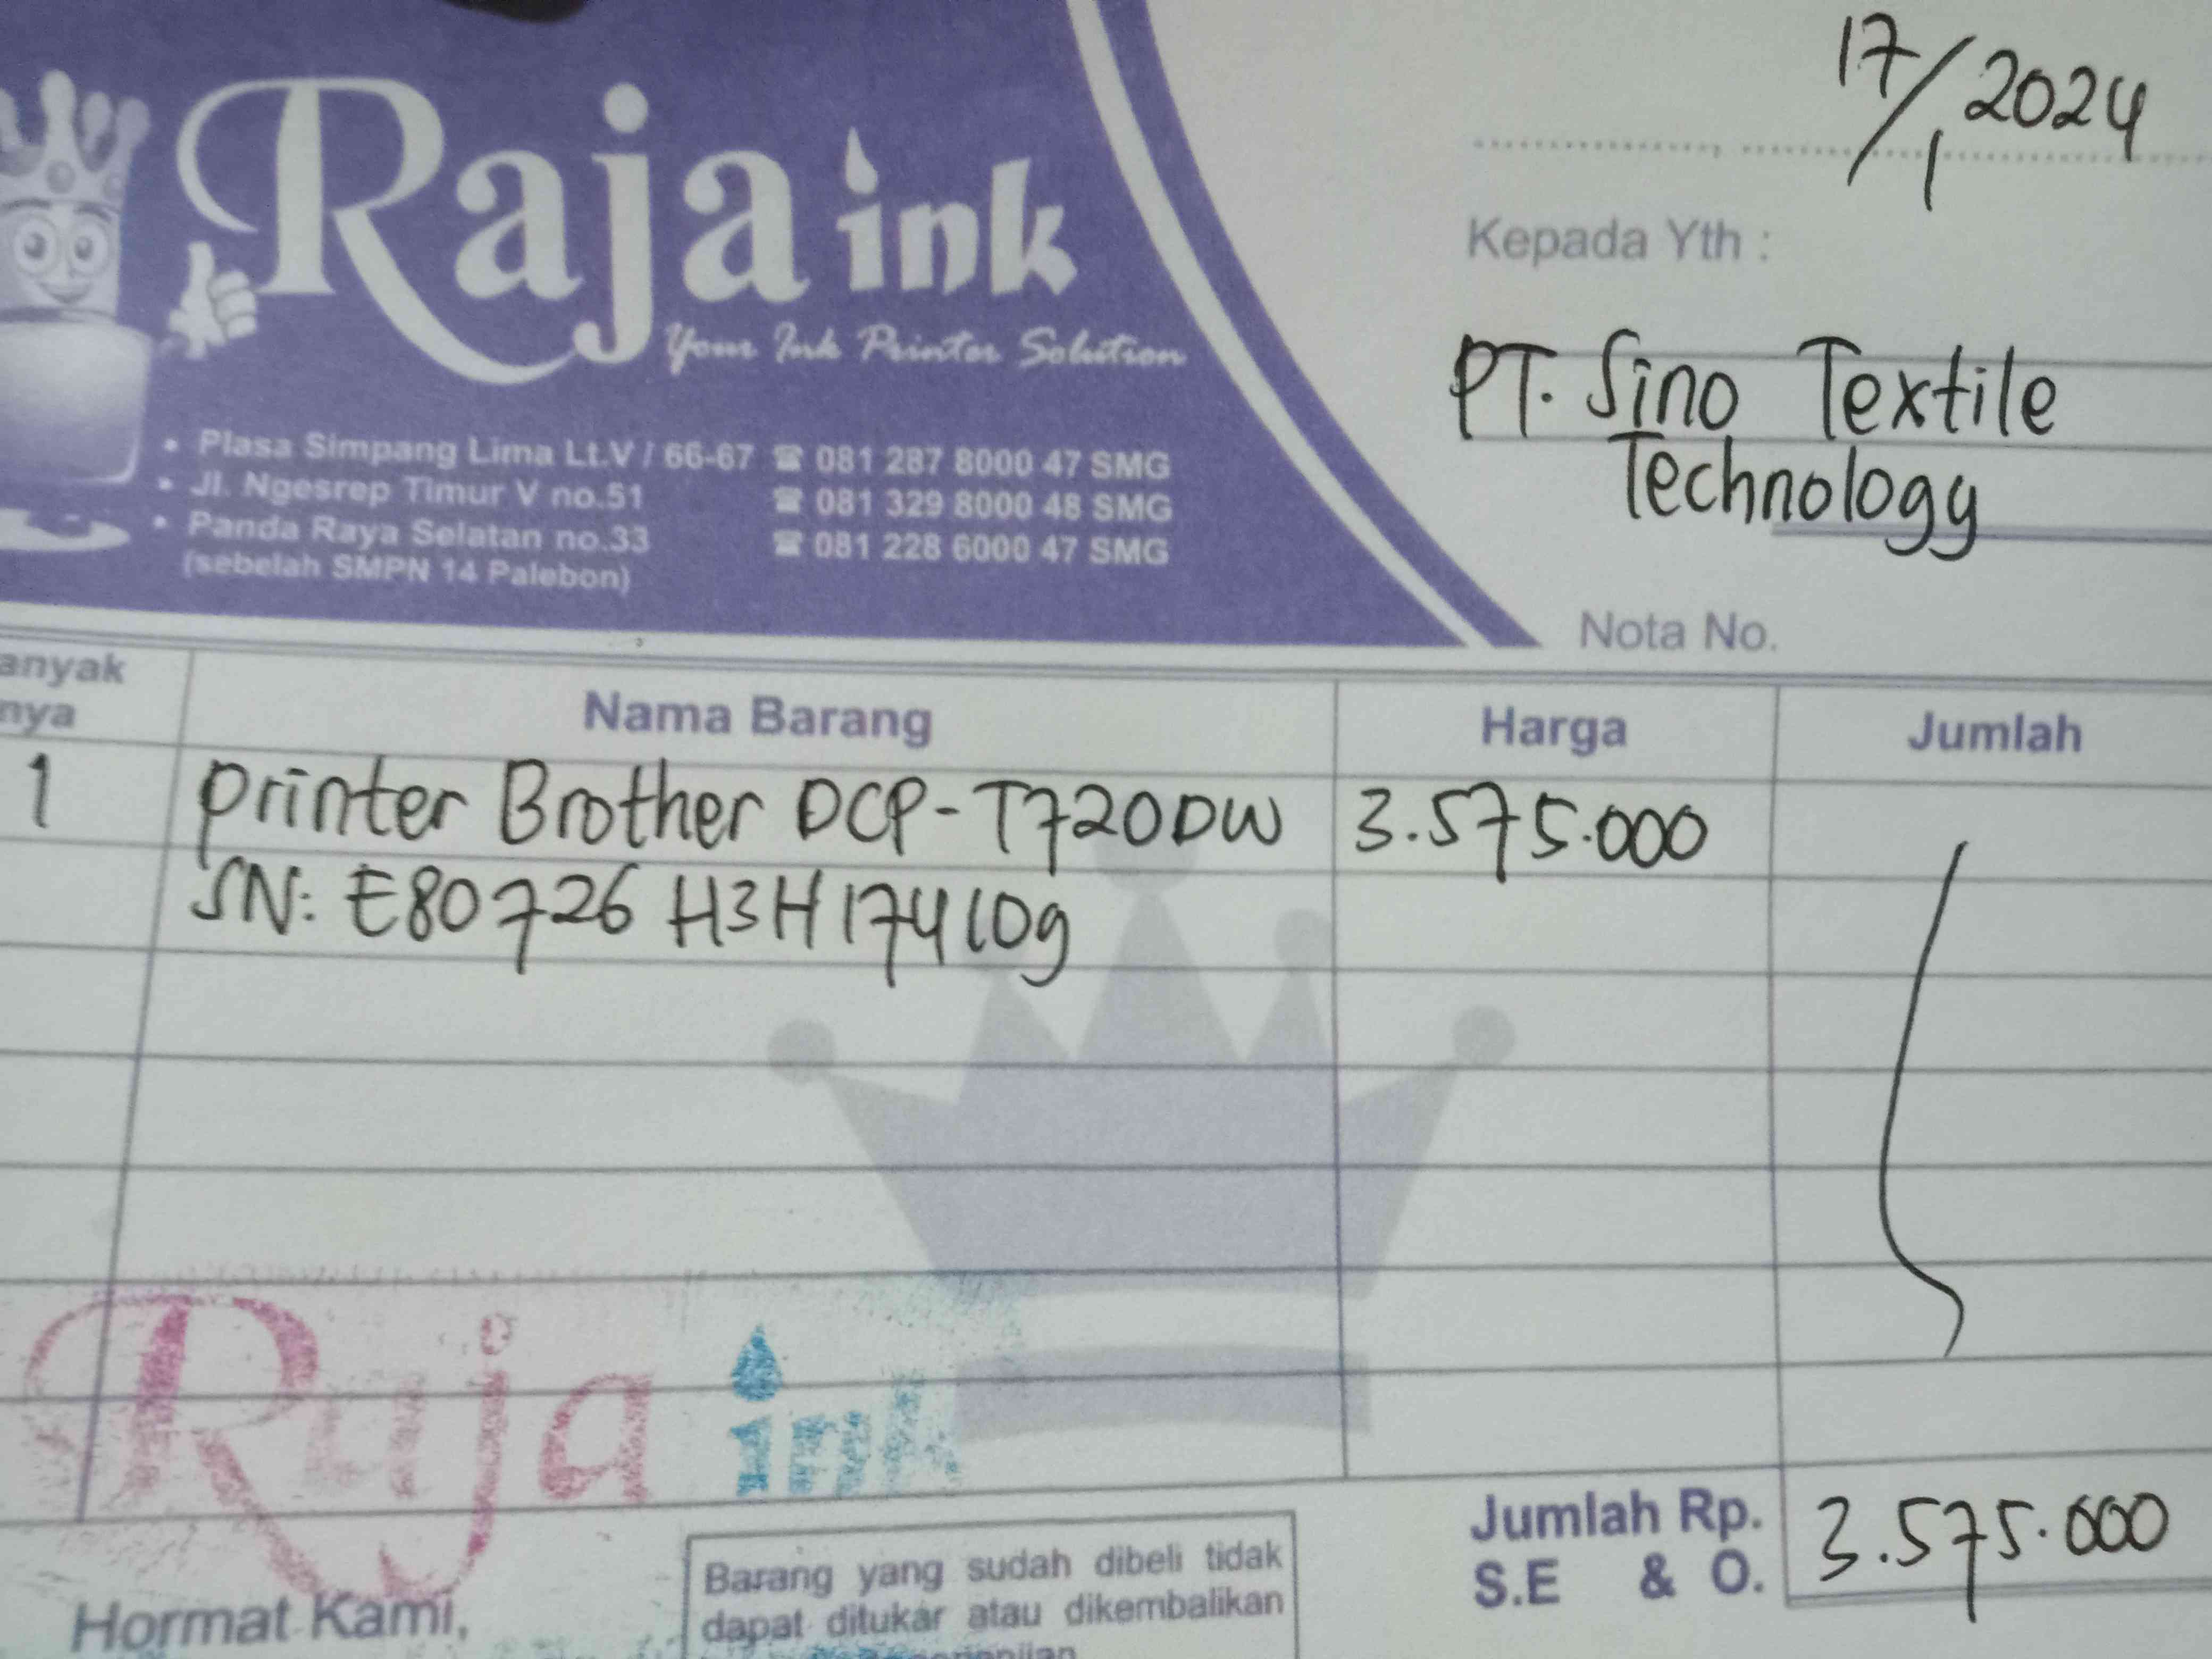 17/1 2024
Raja ink
Your Ink Printer Solution
• Plasa Simpang Lima Lt.V / 66-67 ☎ 081 287 8000 47 SMG
• Jl. Ngesrep Timur V no.51 ☎ 081 329 8000 48 SMG
• Panda Raya Selatan no.33 ☎ 081 228 6000 47 SMG
(sebelah SMPN 14 Palebon)
Kepada Yth :
PT. Sino Textile
Technology
Nota No.
anyak
nya
Nama Barang
Harga
Jumlah
1 Printer Brother DCP-T720DW 3.575.000
SN: E80726 H3H174109
Raja ink
Hormat Kami,
Barang yang sudah dibeli tidak
dapat ditukar atau dikembalikan
Jumlah Rp. 3.575.000
S.E & O.